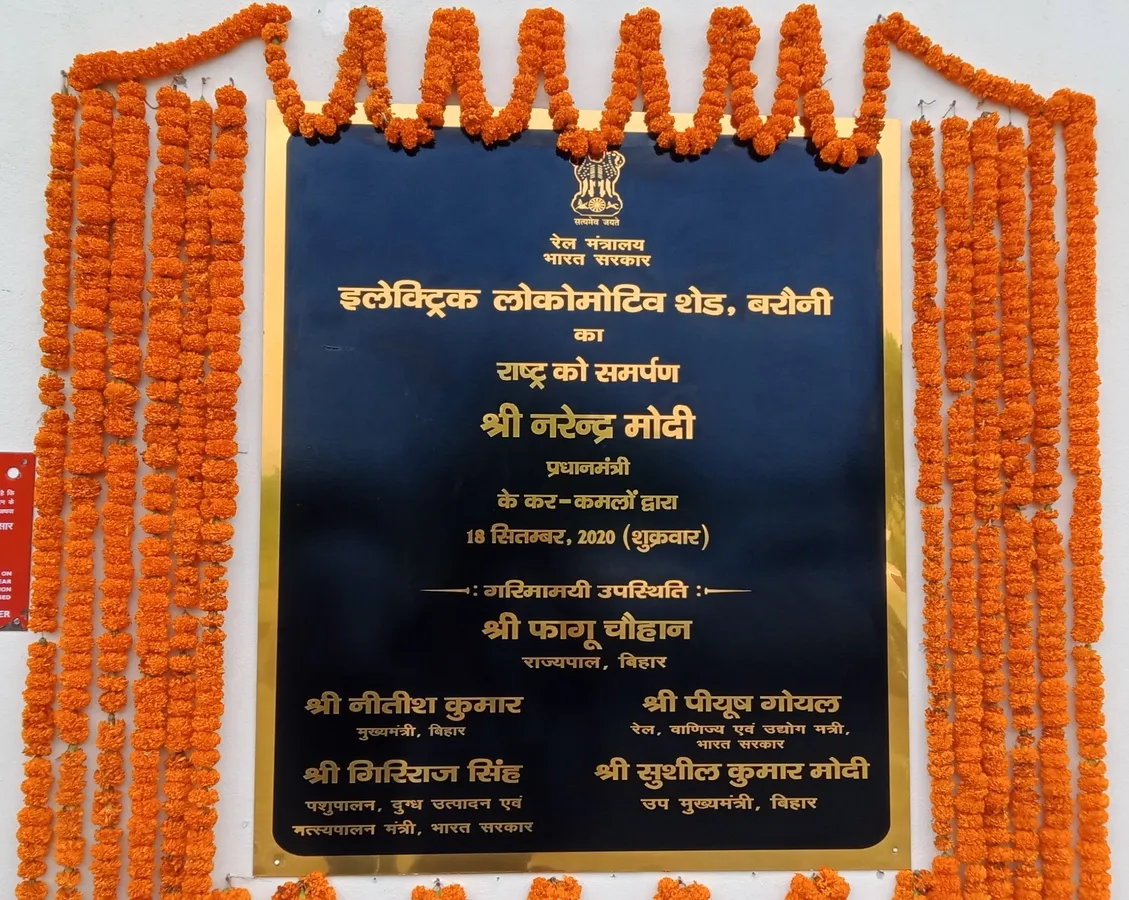 सत्यमेव जयते
रेल मंत्रालय
भारत सरकार
इलेक्ट्रिक लोकोमोटिव शेड, बरौनी
का
राष्ट्र को समर्पण
श्री नरेन्द्र मोदी
प्रधानमंत्री
के कर-कमलों द्वारा
18 सितम्बर, 2020 (शुक्रवार)
: गरिमामयी उपस्थिति :
श्री फागू चौहान
राज्यपाल, बिहार
श्री नीतीश कुमार
मुख्यमंत्री, बिहार
श्री पीयूष गोयल
रेल, वाणिज्य एवं उद्योग मत्री,
भारत सरकार
श्री गिरिराज सिंह
पशुपालन, दुग्ध उत्पादन एवं
मत्स्यपालन मंत्री, भारत सरकार
श्री सुशील कुमार मोदी
उप मुख्यमंत्री, बिहार
ON